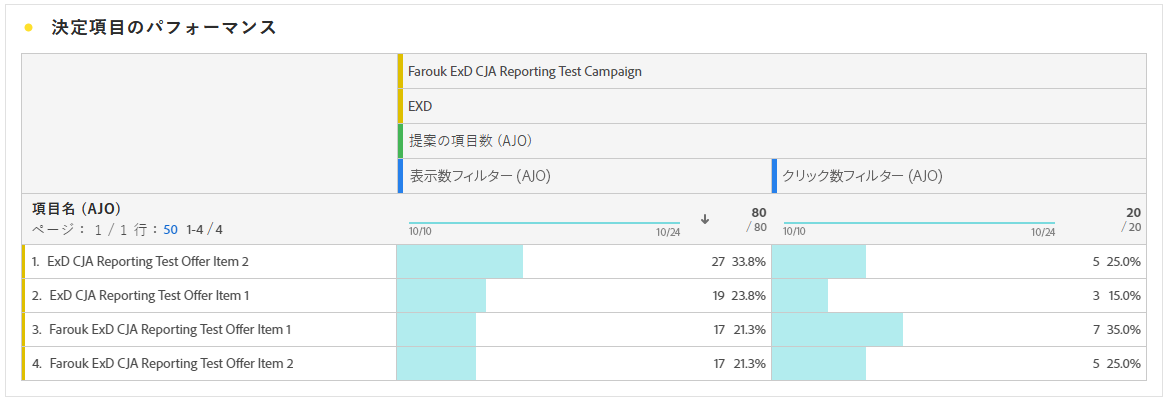 決定項目のパフォーマンス
Farouk ExD CJA Reporting Test Campaign
EXD
提案の項目数 (AJO)
表示数フィルター (AJO) クリック数フィルター (AJO)
項目名 (AJO)
ページ： 1 / 1 行：50 1-4 / 4
10/10 10/24 80 / 80 10/10 10/24 20 / 20
1. ExD CJA Reporting Test Offer Item 2 27 33.8% 5 25.0%
2. ExD CJA Reporting Test Offer Item 1 19 23.8% 3 15.0%
3. Farouk ExD CJA Reporting Test Offer Item 1 17 21.3% 7 35.0%
4. Farouk ExD CJA Reporting Test Offer Item 2 17 21.3% 5 25.0%